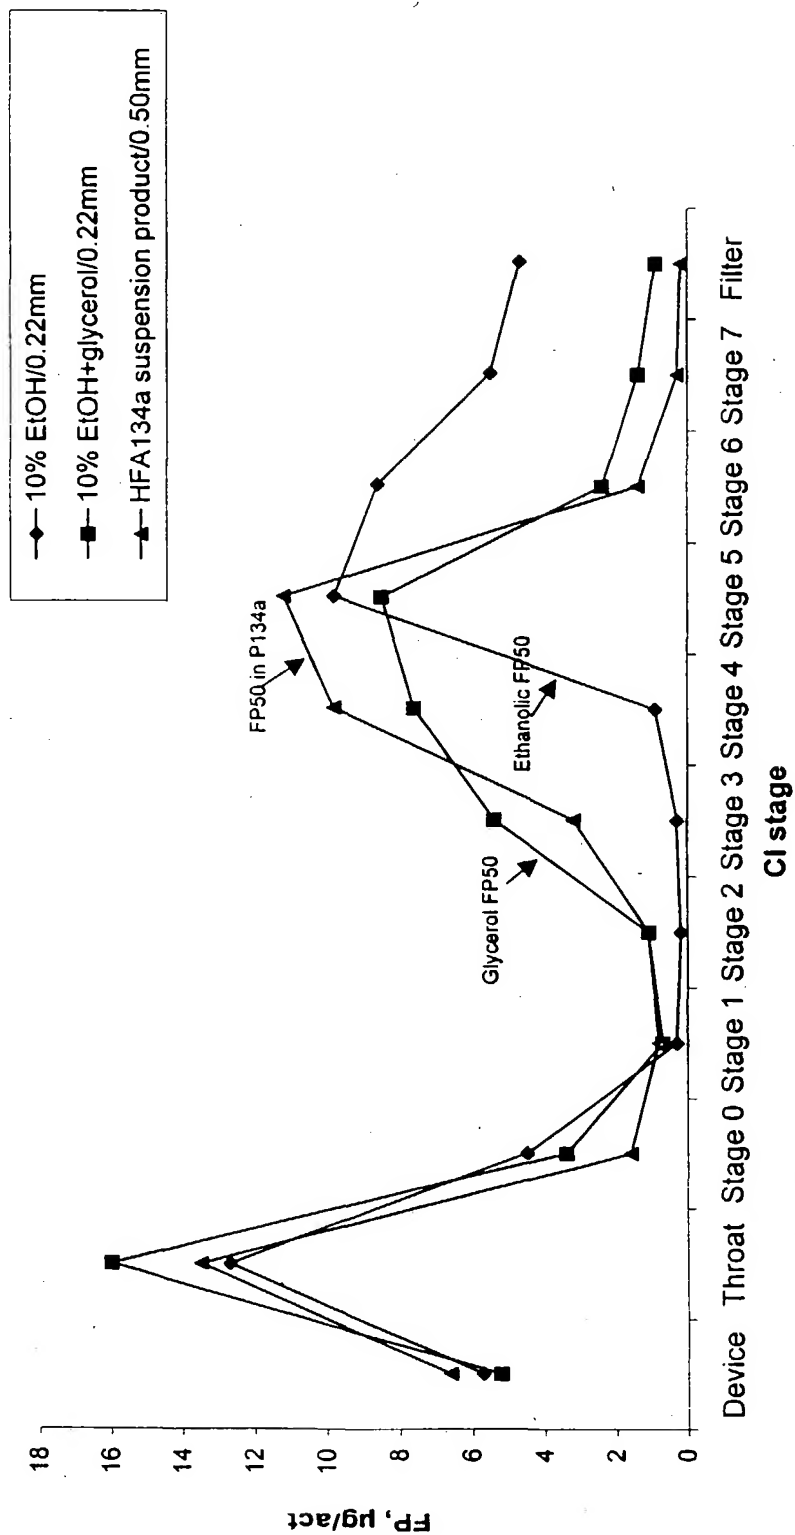 10% EtOH/0.22mm
10% EtOH+glycerol/0.22mm
HFA134a suspension product/0.50mm
FP50 in P134a
Ethanolic FP50
Glycerol FP50
FP, µg/act
18
16
14
12
10
8
6
4
2
0
Device Throat Stage 0 Stage 1 Stage 2 Stage 3 Stage 4 Stage 5 Stage 6 Stage 7 Filter
CI stage